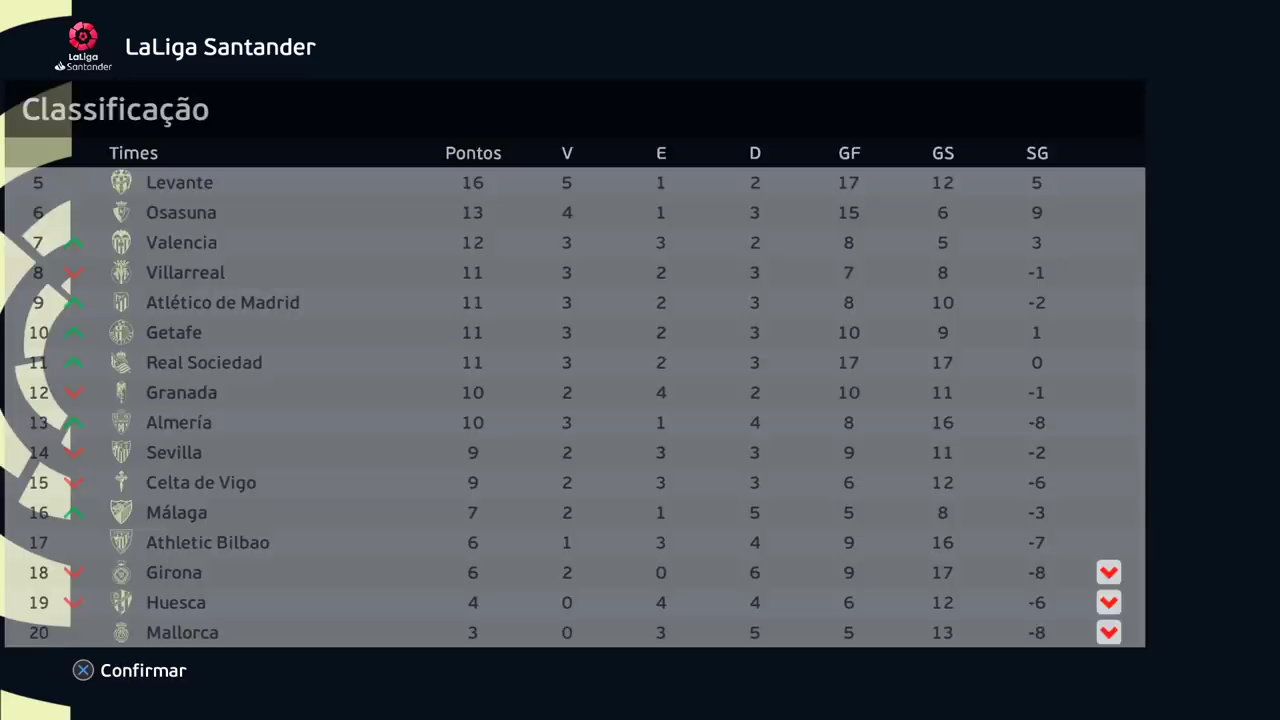 LaLiga
Santander
LaLiga Santander
Classificação
Times Pontos V E D GF GS SG
5 Levante 16 5 1 2 17 12 5
6 Osasuna 13 4 1 3 15 6 9
7 Valencia 12 3 3 2 8 5 3
8 Villarreal 11 3 2 3 7 8 -1
9 Atlético de Madrid 11 3 2 3 8 10 -2
10 Getafe 11 3 2 3 10 9 1
11 Real Sociedad 11 3 2 3 17 17 0
12 Granada 10 2 4 2 10 11 -1
13 Almería 10 3 1 4 8 16 -8
14 Sevilla 9 2 3 3 9 11 -2
15 Celta de Vigo 9 2 3 3 6 12 -6
16 Málaga 7 2 1 5 5 8 -3
17 Athletic Bilbao 6 1 3 4 9 16 -7
18 Girona 6 2 0 6 9 17 -8
19 Huesca 4 0 4 4 6 12 -6
20 Mallorca 3 0 3 5 5 13 -8
Confirmar